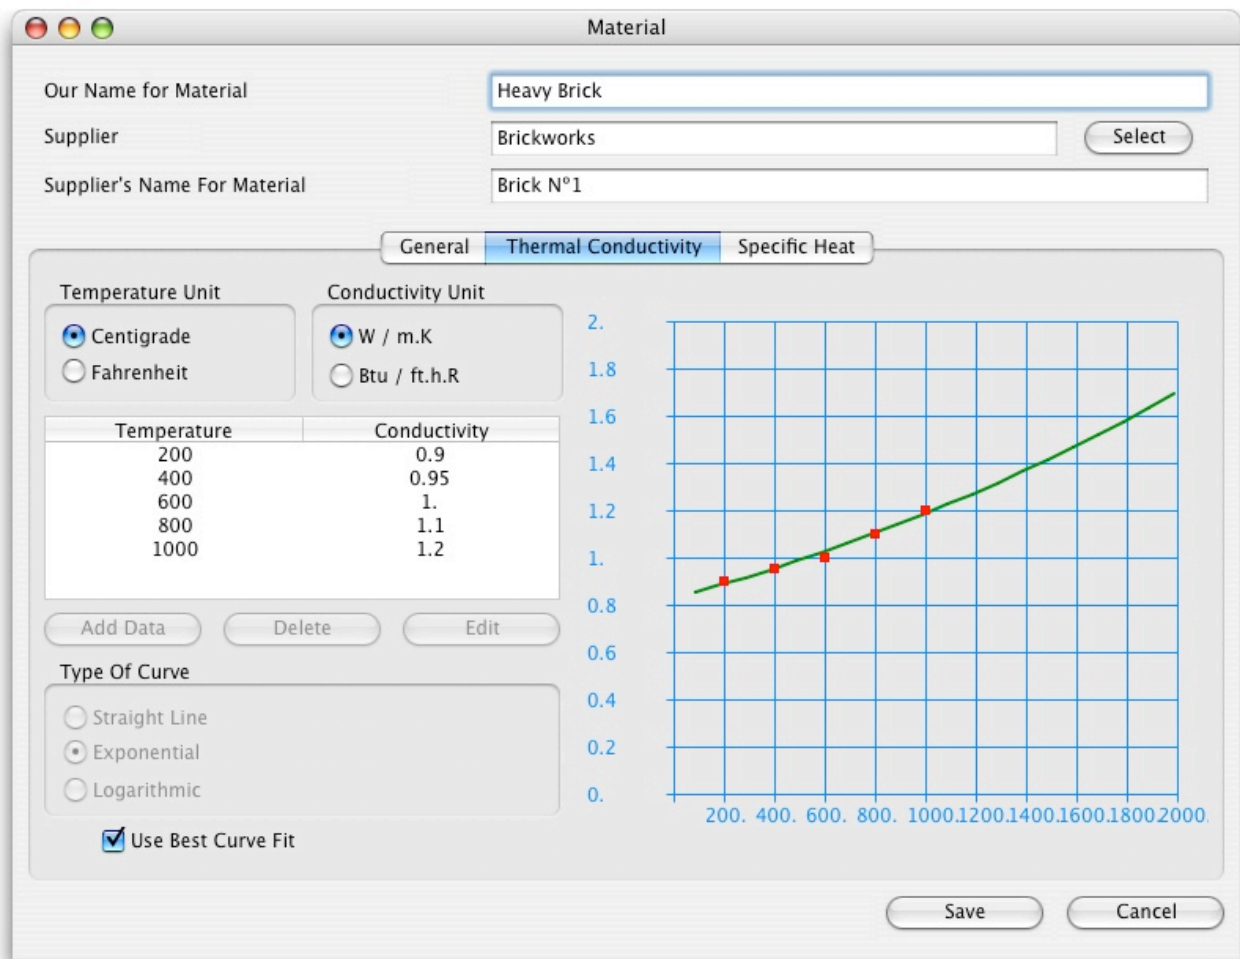 Material
Our Name for Material Heavy Brick
Supplier Brickworks Select
Supplier's Name For Material Brick N°1
General Thermal Conductivity Specific Heat
Temperature Unit Conductivity Unit
Centigrade W / m.K
Fahrenheit Btu / ft.h.R
Temperature Conductivity
200 0.9
400 0.95
600 1.
800 1.1
1000 1.2
Add Data Delete Edit
Type Of Curve
Straight Line
Exponential
Logarithmic
Use Best Curve Fit
2.
1.8
1.6
1.4
1.2
1.
0.8
0.6
0.4
0.2
0.
200. 400. 600. 800. 1000. 1200. 1400. 1600. 1800. 2000.
Save Cancel